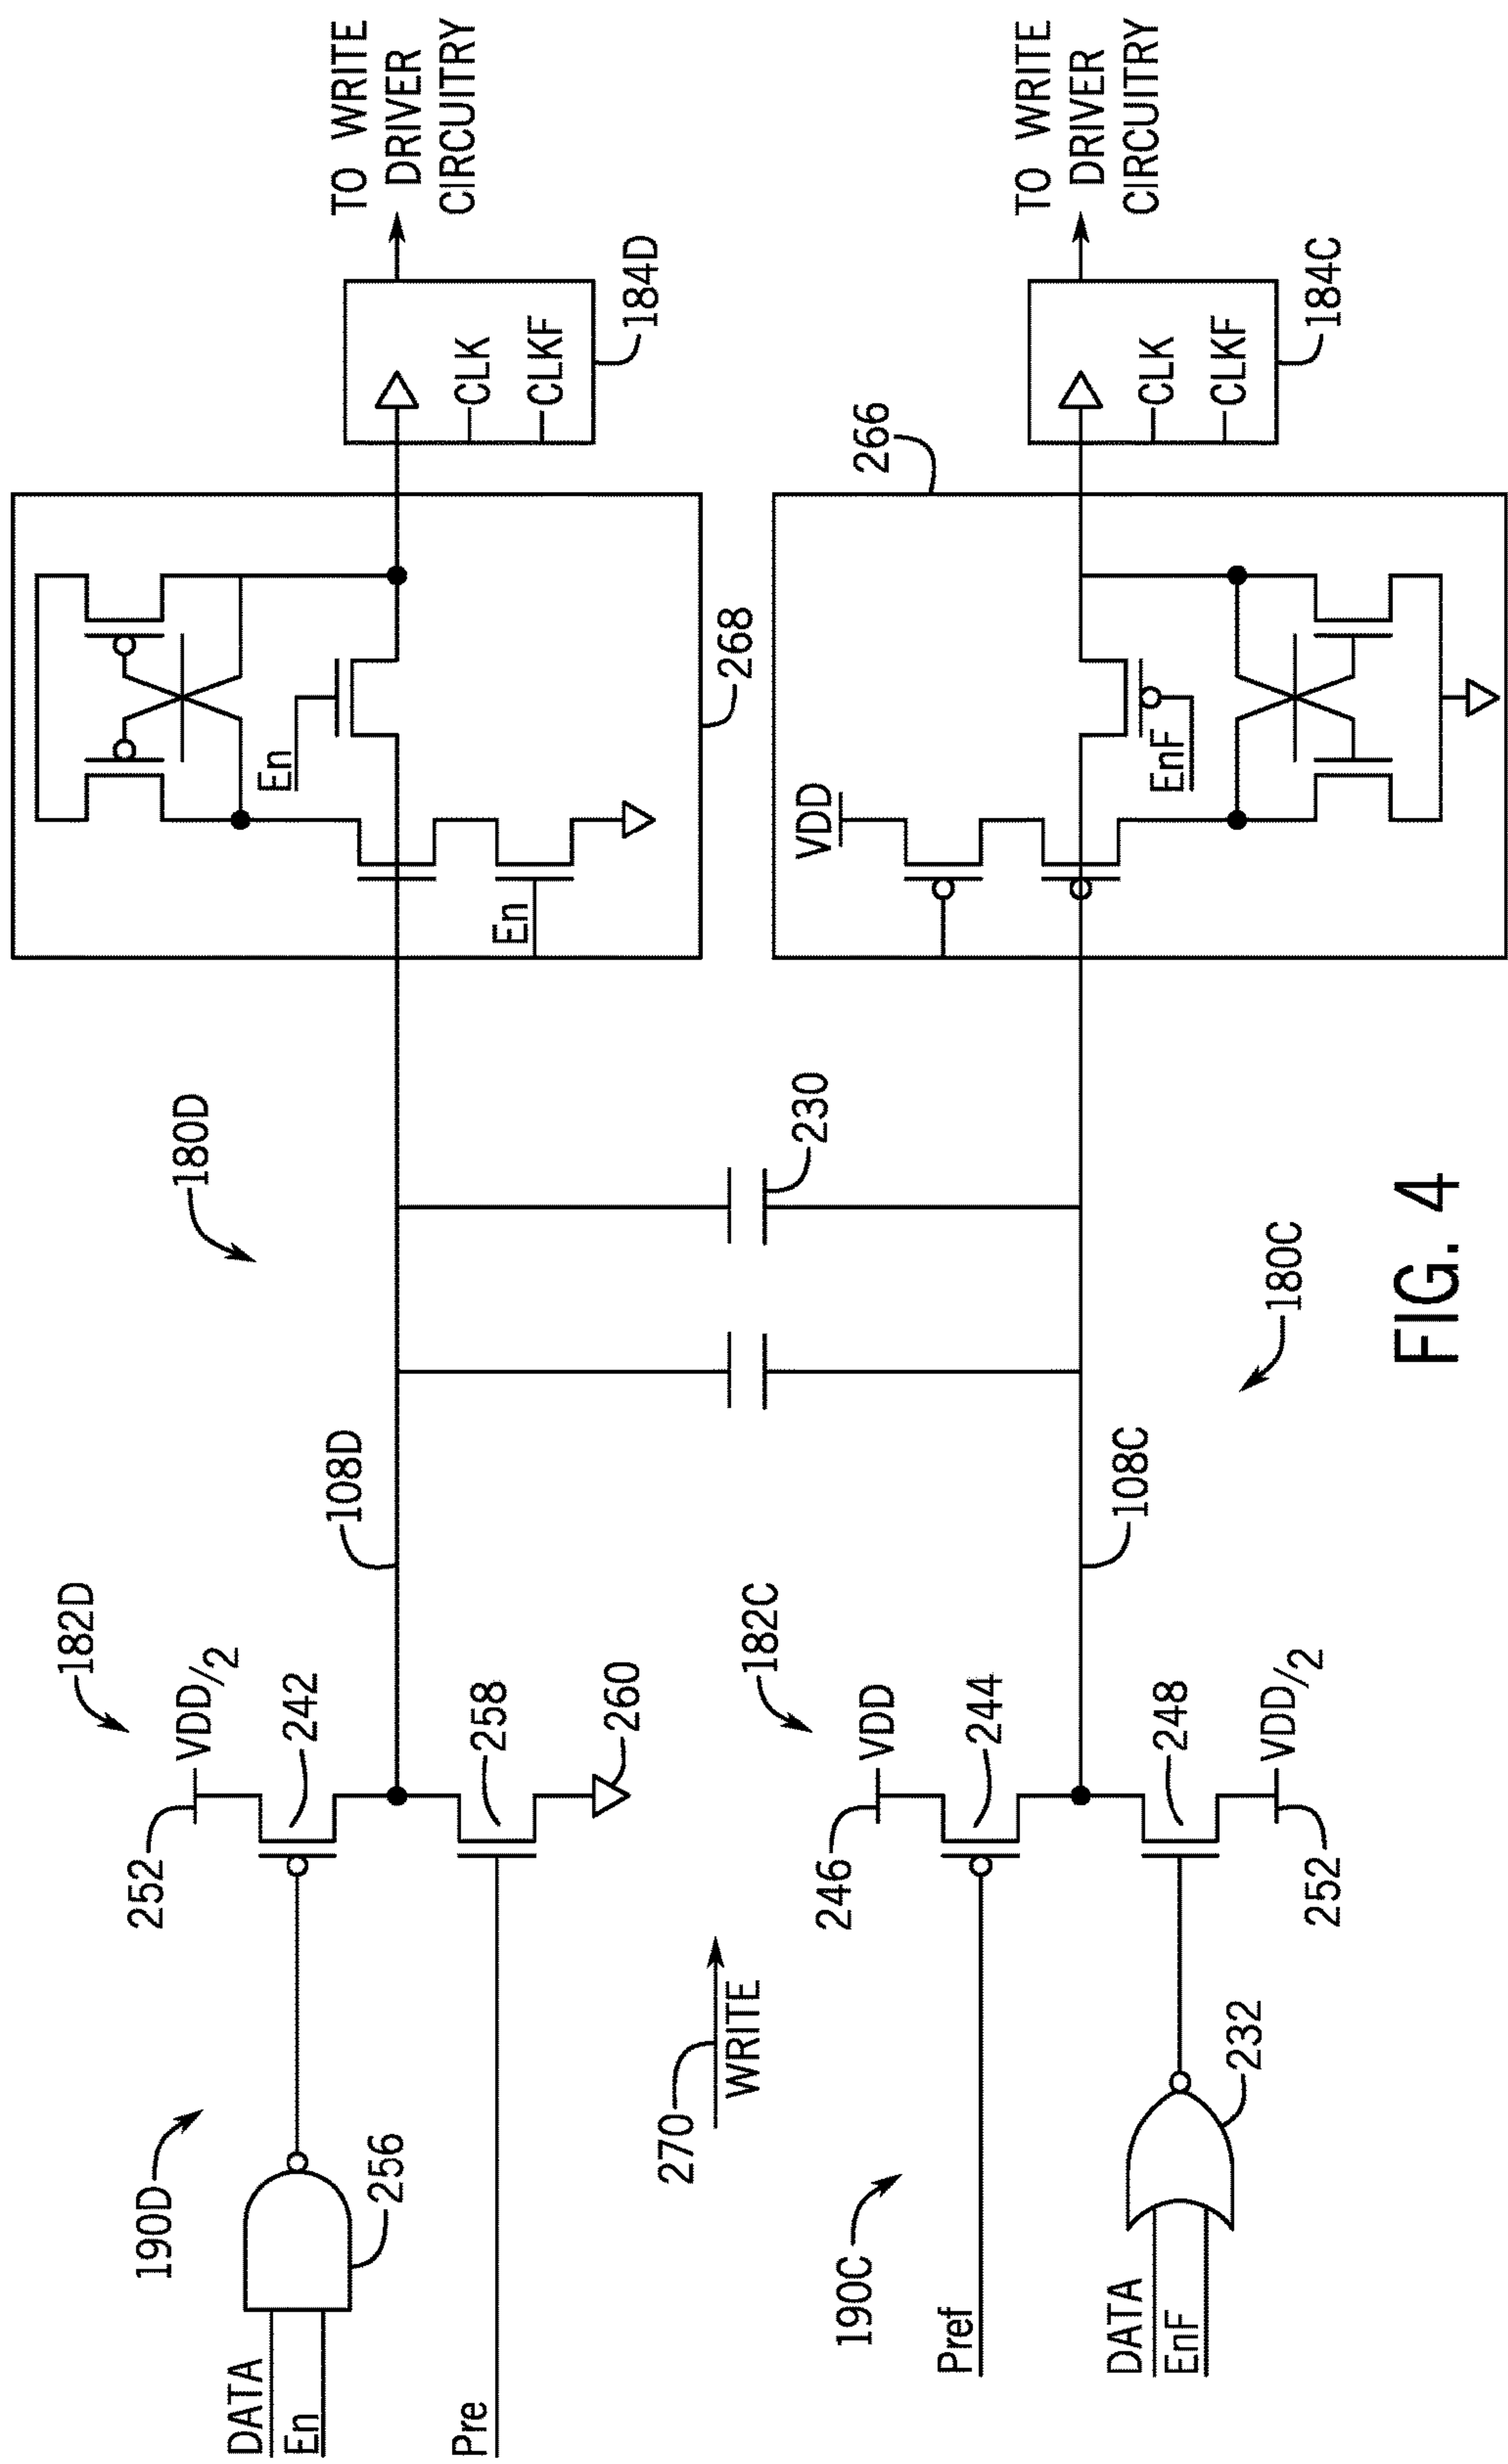 180D
182D
190D
VDD/2
252
242
258
260
256
DATA
En
Pre
108D
230
En
En
268
CLK
CLKF
184D
TO WRITE
DRIVER
CIRCUITRY
270
WRITE
182C
190C
VDD
246
244
248
VDD/2
252
232
Pref
DATA
EnF
108C
180C
VDD
EnF
266
CLK
CLKF
184C
TO WRITE
DRIVER
CIRCUITRY
FIG. 4